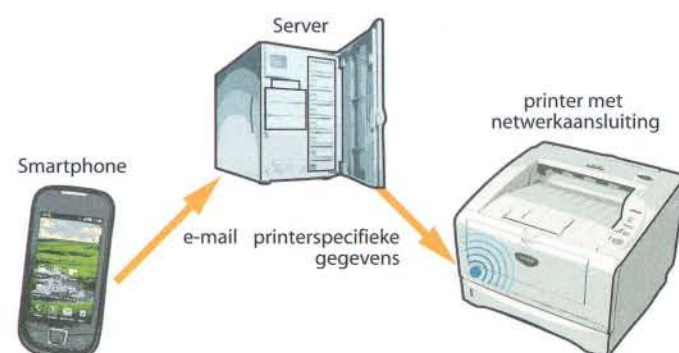 Server
printer met
netwerkaansluiting
Smartphone
e-mail
printerspecifieke
gegevens